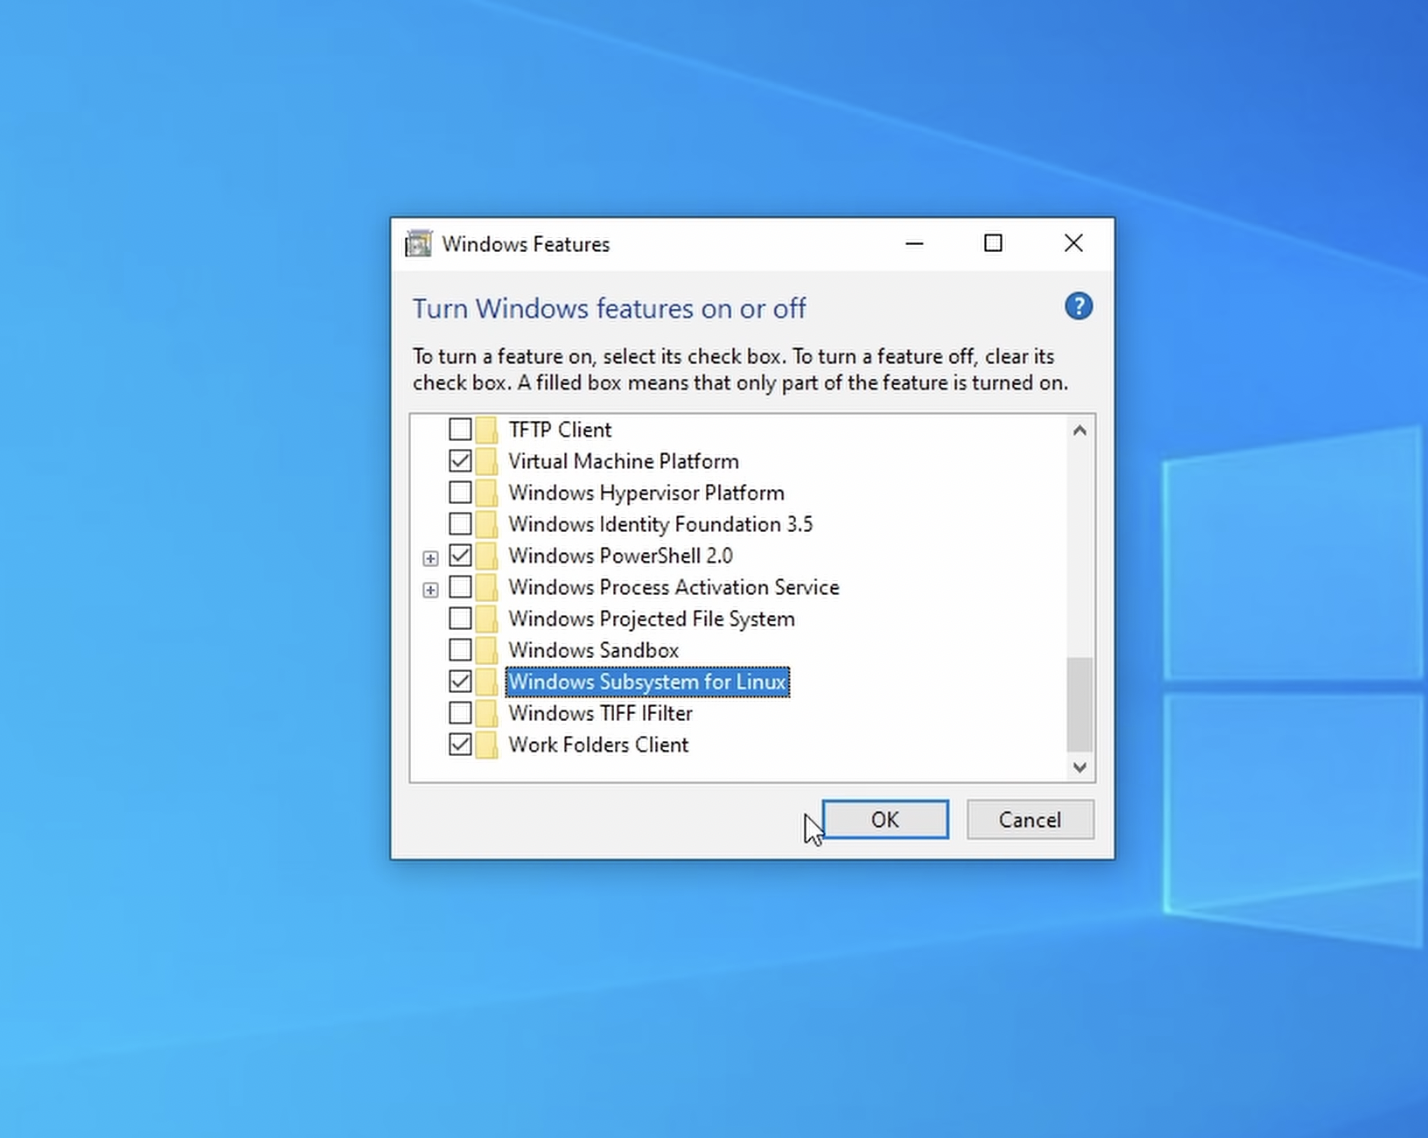 Windows Features
Turn Windows features on or off
?
To turn a feature on, select its check box. To turn a feature off, clear its
check box. A filled box means that only part of the feature is turned on.
TFTP Client
Virtual Machine Platform
Windows Hypervisor Platform
Windows Identity Foundation 3.5
Windows PowerShell 2.0
Windows Process Activation Service
Windows Projected File System
Windows Sandbox
Windows Subsystem for Linux
Windows TIFF IFilter
Work Folders Client
OK
Cancel